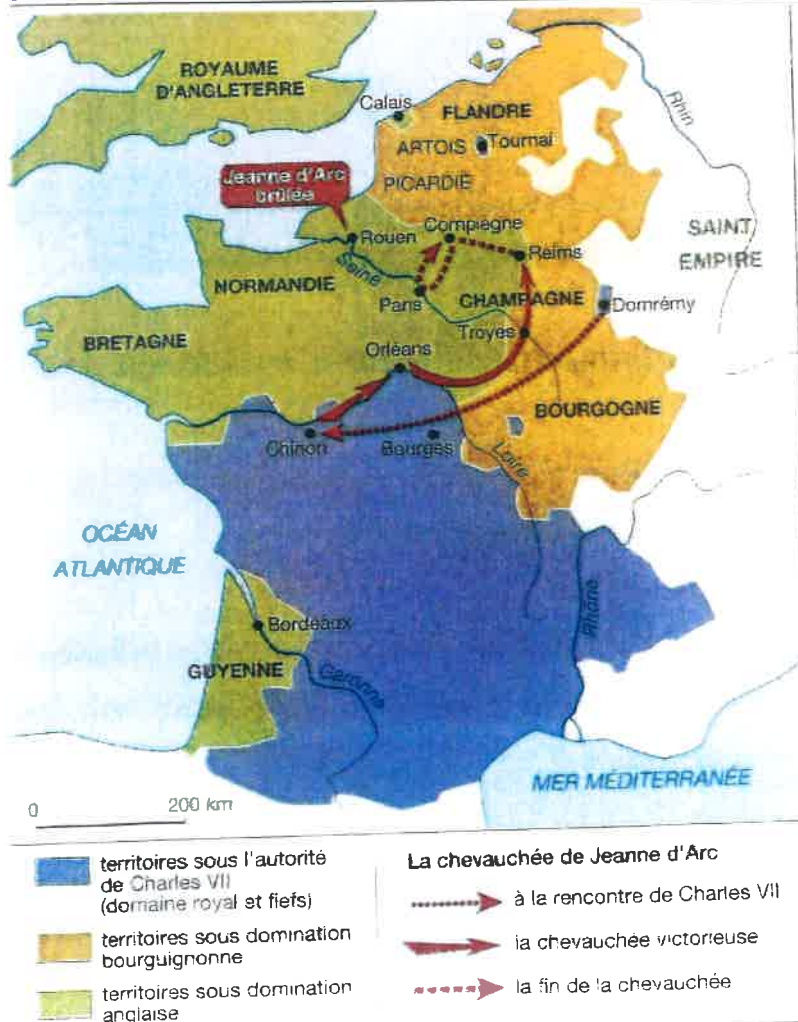 ROYAUME
D'ANGLETERRE
Calais
FLANDRE
ARTOIS
Tournai
PICARDIE
Rhin
Jeanne d'Arc
brûlée
Rouen
Compiègne
Reims
SAINT
EMPIRE
Seine
NORMANDIE
Paris
CHAMPAGNE
Domrémy
BRETAGNE
Troyes
Orléans
BOURGOGNE
Chinon
Bourges
Loire
OCÉAN
ATLANTIQUE
Bordeaux
Rhône
GUYENNE
Garonne
MER MÉDITERRANÉE
0 200 km
territoires sous l'autorité
de Charles VII
(domaine royal et fiefs)
territoires sous domination
bourguignonne
territoires sous domination
anglaise
La chevauchée de Jeanne d'Arc
à la rencontre de Charles VII
la chevauchée victorieuse
la fin de la chevauchée